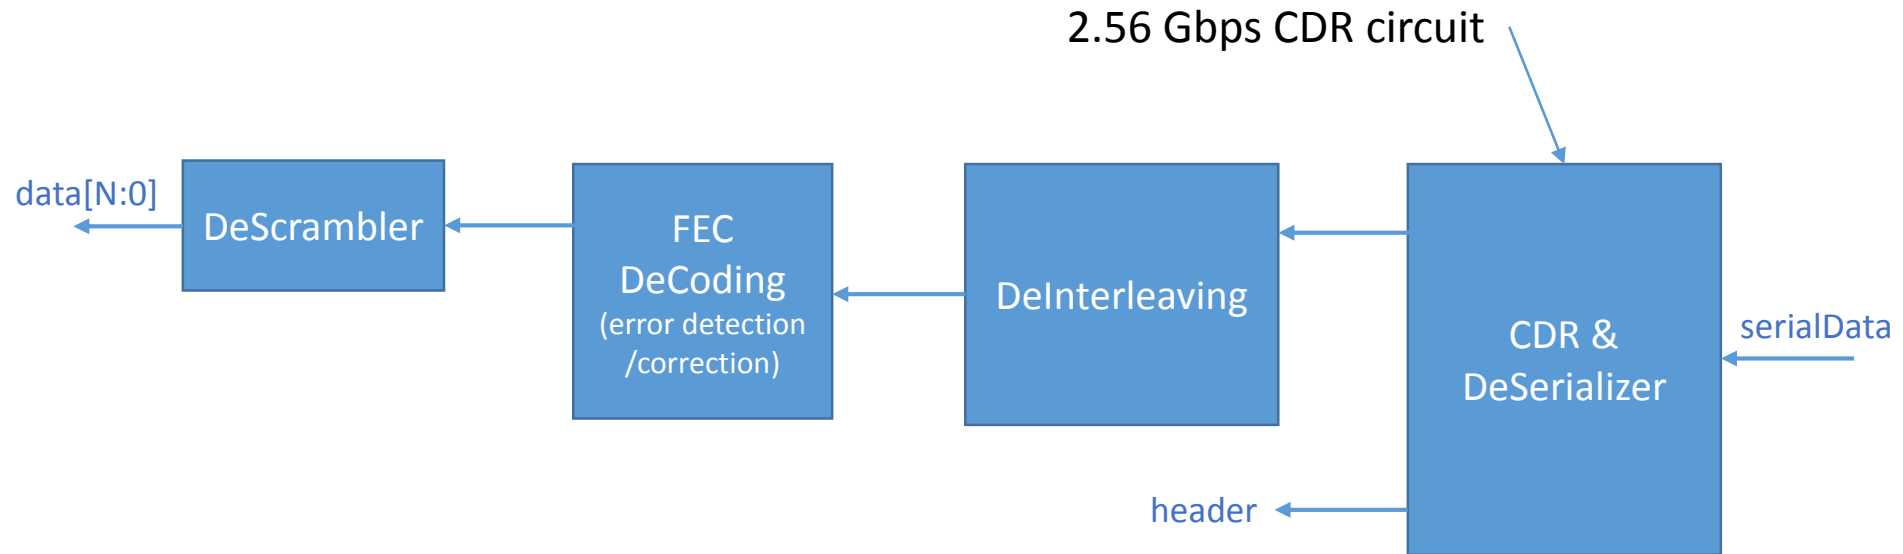 2.56 Gbps CDR circuit
data[N:0]
DeScrambler
FEC
DeCoding
(error detection
/correction)
DeInterleaving
CDR &
DeSerializer
serialData
header